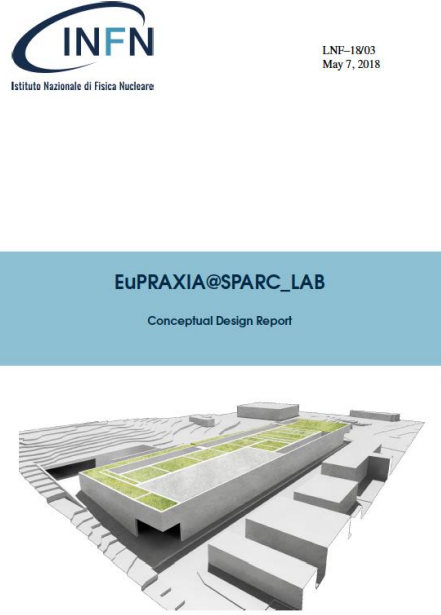 INFN
Istituto Nazionale di Fisica Nucleare
LNF–18/03
May 7, 2018
EuPRAXIA@SPARC_LAB
Conceptual Design Report